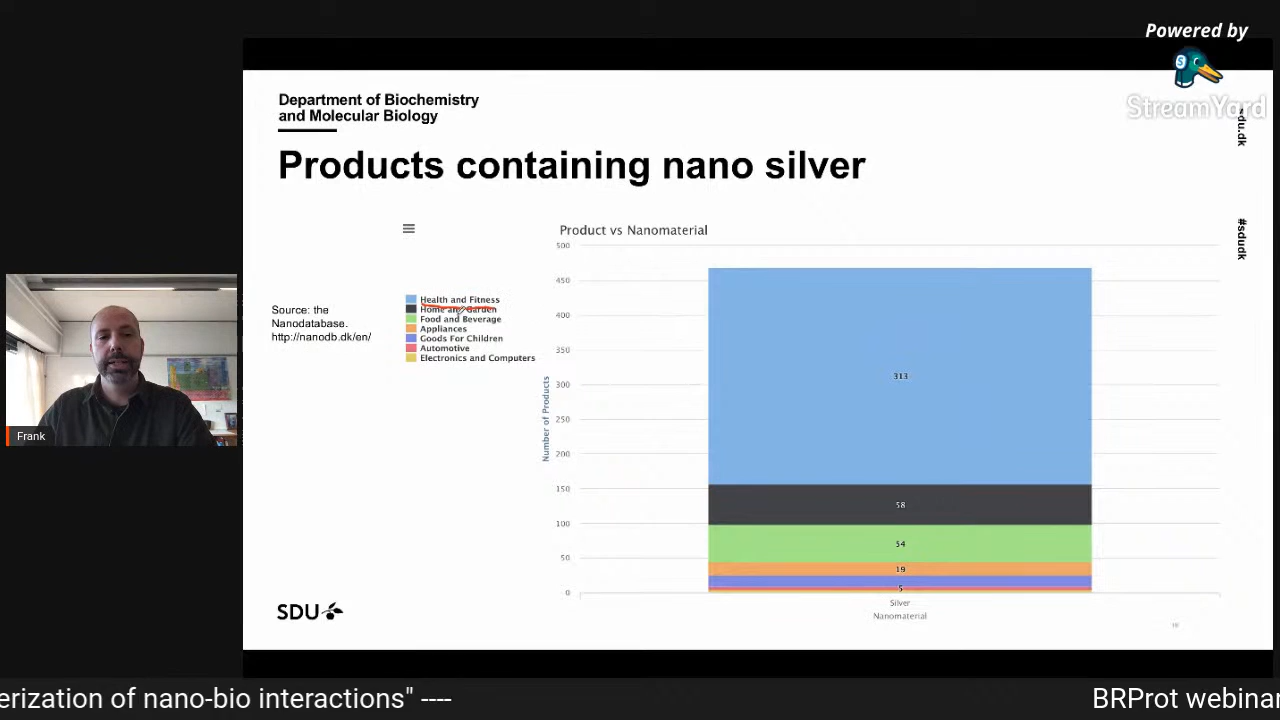 Powered by
StreamYard
Department of Biochemistry
and Molecular Biology
sdu.dk
Products containing nano silver
#sdudk
Product vs Nanomaterial
Source: the
Nanodatabase.
http://nanodb.dk/en/
Health and Fitness
Home and Garden
Food and Beverage
Appliances
Goods For Children
Automotive
Electronics and Computers
Number of Products
500
450
400
350
300
250
200
150
100
50
0
313
58
54
19
5
Silver
Nanomaterial
SDU
Frank
erization of nano-bio interactions" ---- BRProt webinar